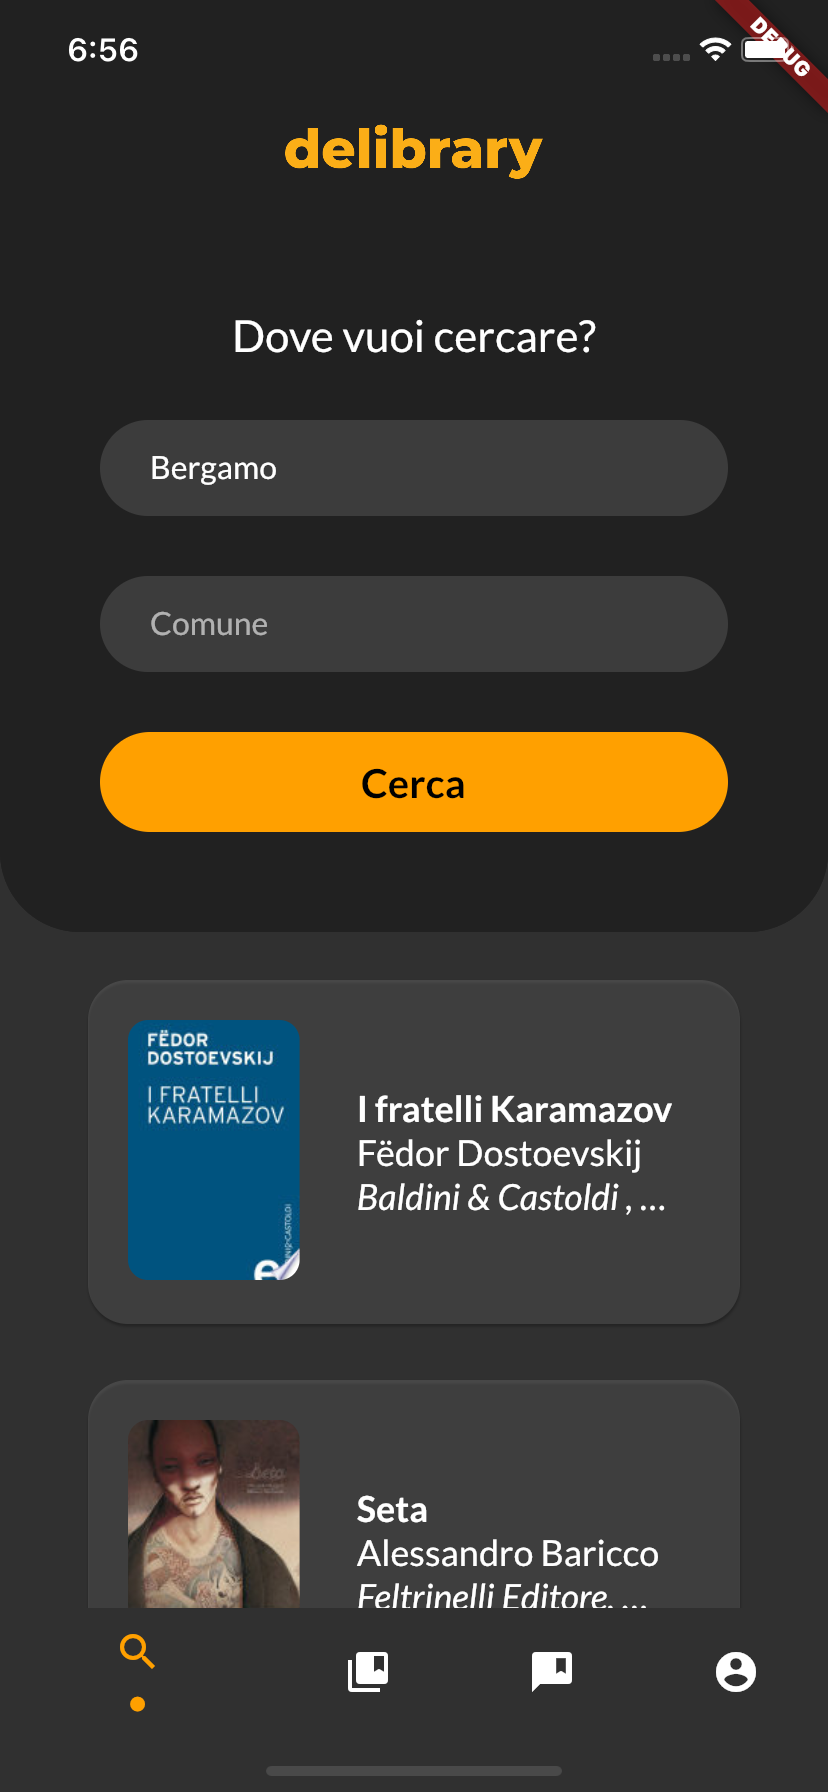 6:56
DEBUG
delibrary
Dove vuoi cercare?
Bergamo
Comune
Cerca
FËDOR
DOSTOEVSKIJ
I FRATELLI
KARAMAZOV
I fratelli Karamazov
Fëdor Dostoevskij
Baldini & Castoldi , ...
Seta
Seta
Alessandro Baricco
Feltrinelli Editore, ...